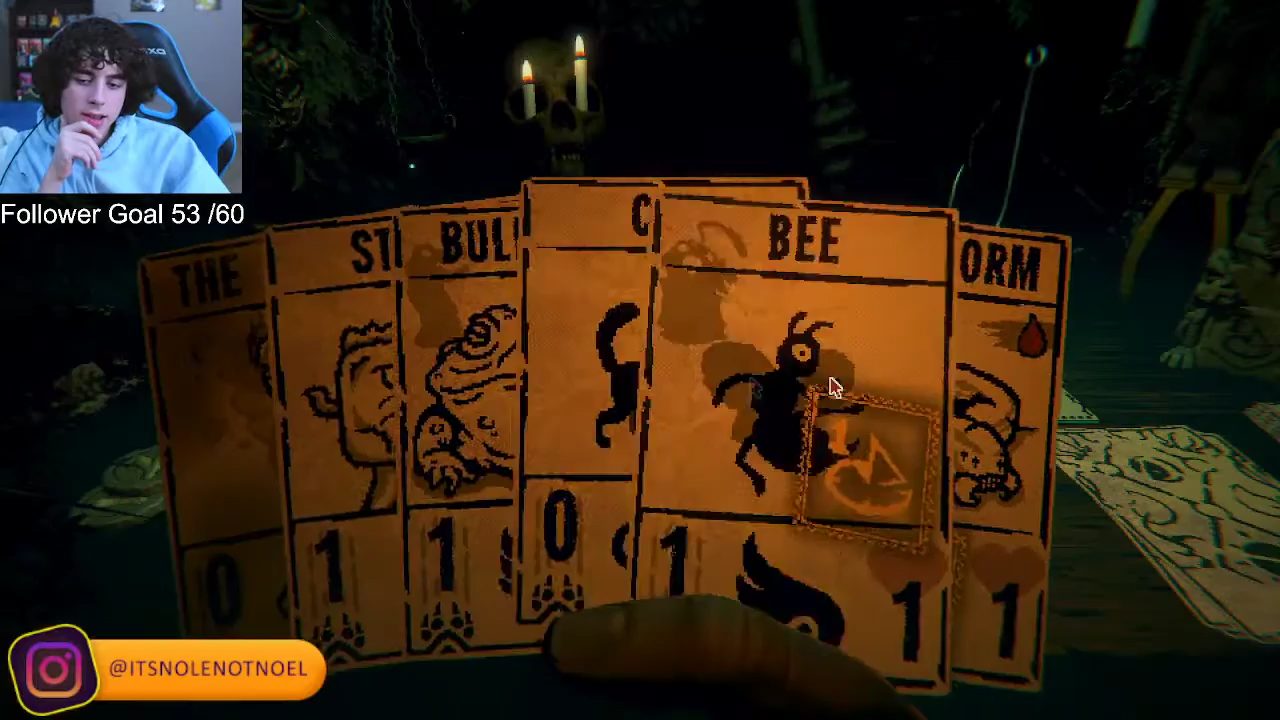 Follower Goal 53 /60
THE
ST
BUL
C
BEE
ORM
0
1
1
0
1
1
1
@ITSNOLENOTNOEL